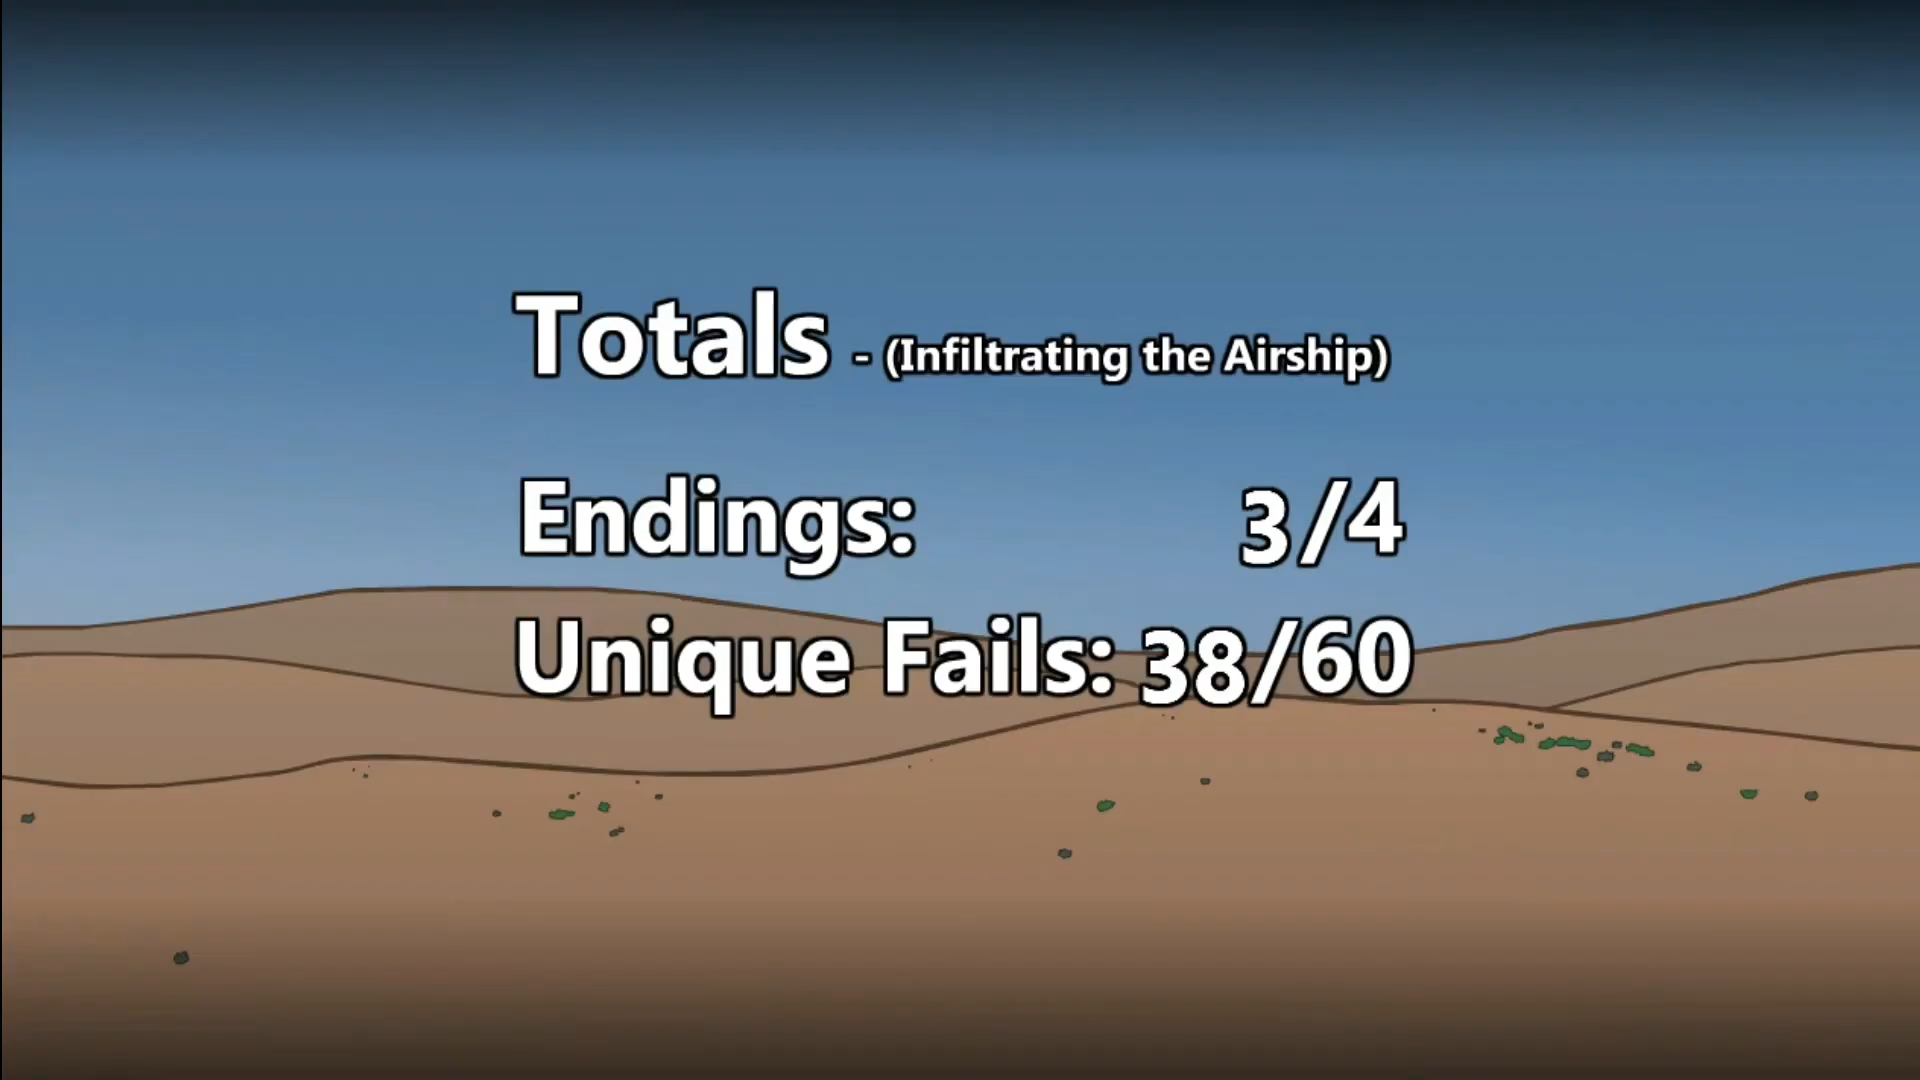 Totals - (Infiltrating the Airship)
Endings: 3/4
Unique Fails: 38/60